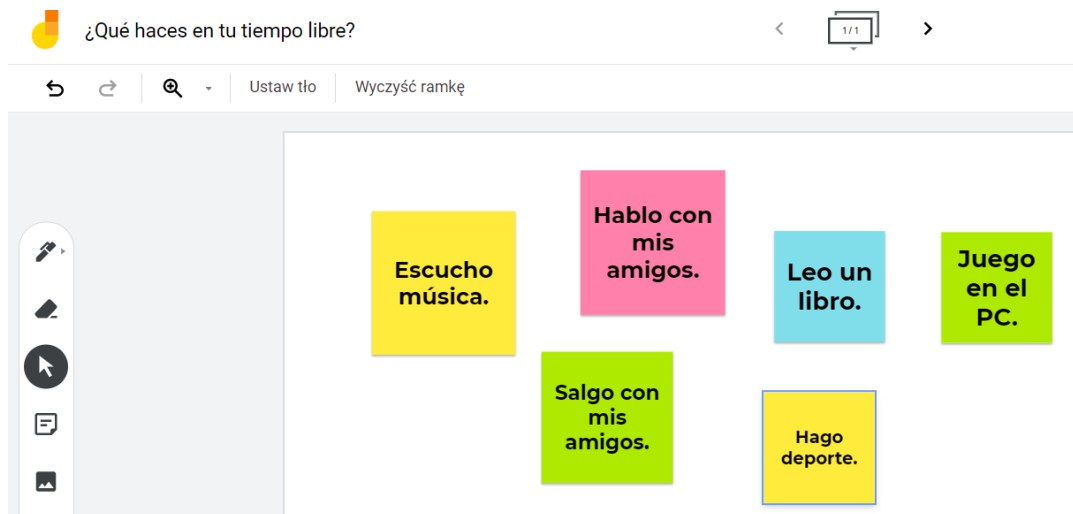 ¿Qué haces en tu tiempo libre?
1/1
Ustaw tło
Wyczyść ramkę
Escucho
música.
Hablo con
mis
amigos.
Leo un
libro.
Juego
en el
PC.
Salgo con
mis
amigos.
Hago
deporte.